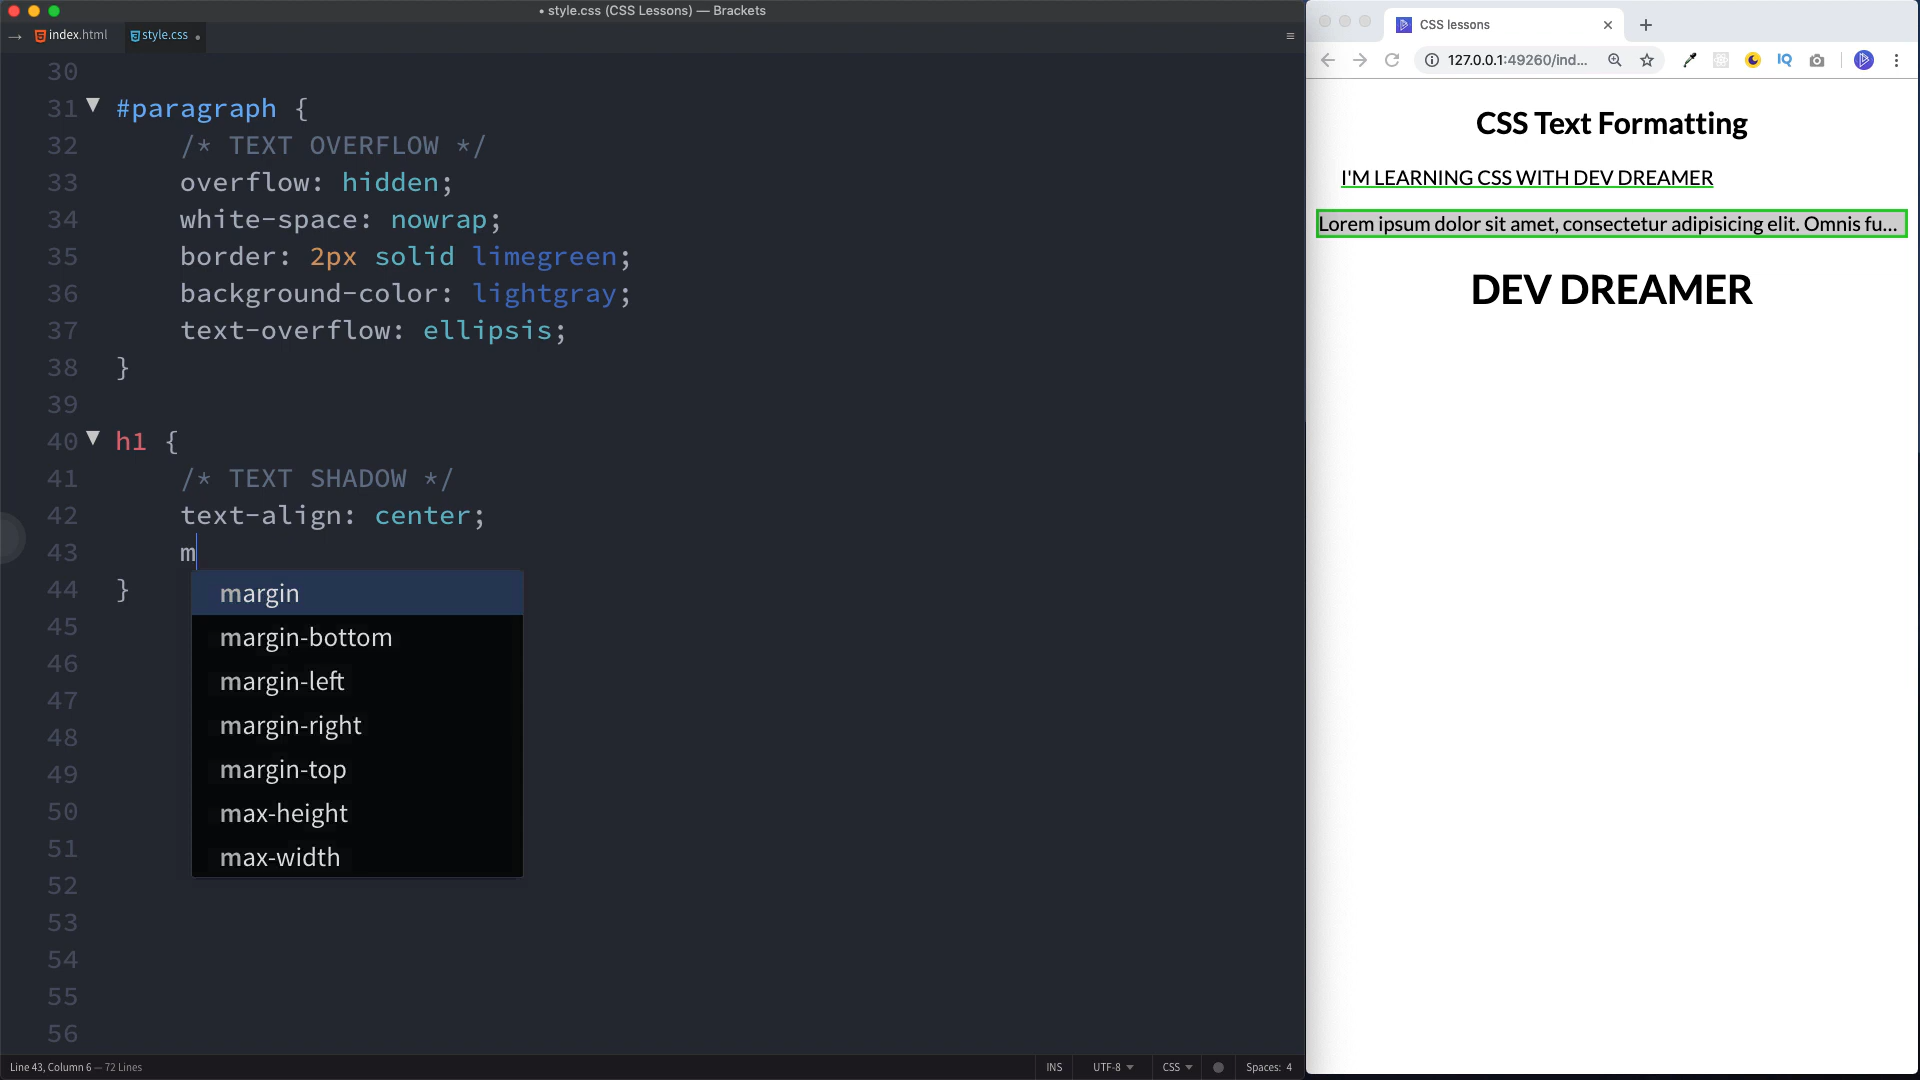 • style.css (CSS Lessons) — Brackets
index.html
style.css •
30
31 #paragraph {
32 /* TEXT OVERFLOW */
33 overflow: hidden;
34 white-space: nowrap;
35 border: 2px solid limegreen;
36 background-color: lightgray;
37 text-overflow: ellipsis;
38 }
39
40 h1 {
41 /* TEXT SHADOW */
42 text-align: center;
43 m
44 }
margin
45
margin-bottom
46
margin-left
47
margin-right
48
49
margin-top
50
max-height
51
max-width
52
53
54
55
56
Line 43, Column 6 — 72 Lines
INS
UTF-8
CSS
Spaces: 4
CSS lessons
127.0.0.1:49260/ind...
IQ
CSS Text Formatting
I'M LEARNING CSS WITH DEV DREAMER
Lorem ipsum dolor sit amet, consectetur adipisicing elit. Omnis fu...
DEV DREAMER